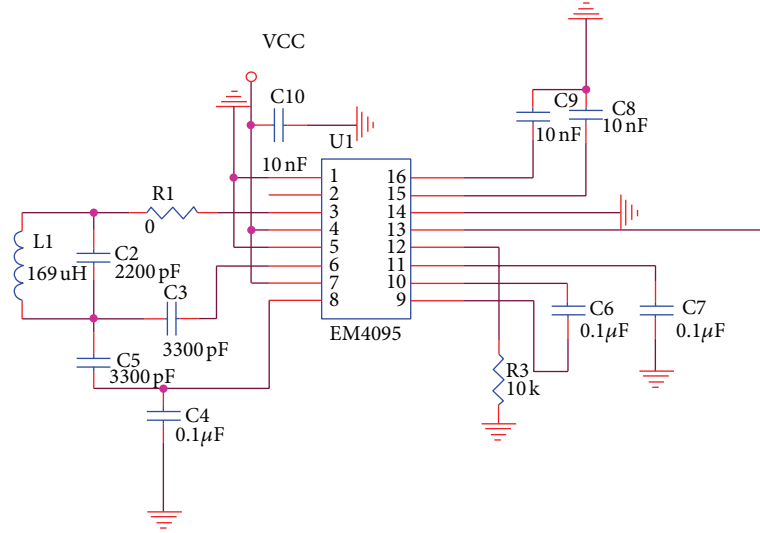 VCC
C10
10 nF
U1
C9
10 nF
C8
10 nF
R1
0
L1
169 uH
C2
2200 pF
C3
3300 pF
C5
3300 pF
C4
0.1μF
1
2
3
4
5
6
7
8
16
15
14
13
12
11
10
9
EM4095
C6
0.1μF
C7
0.1μF
R3
10 k